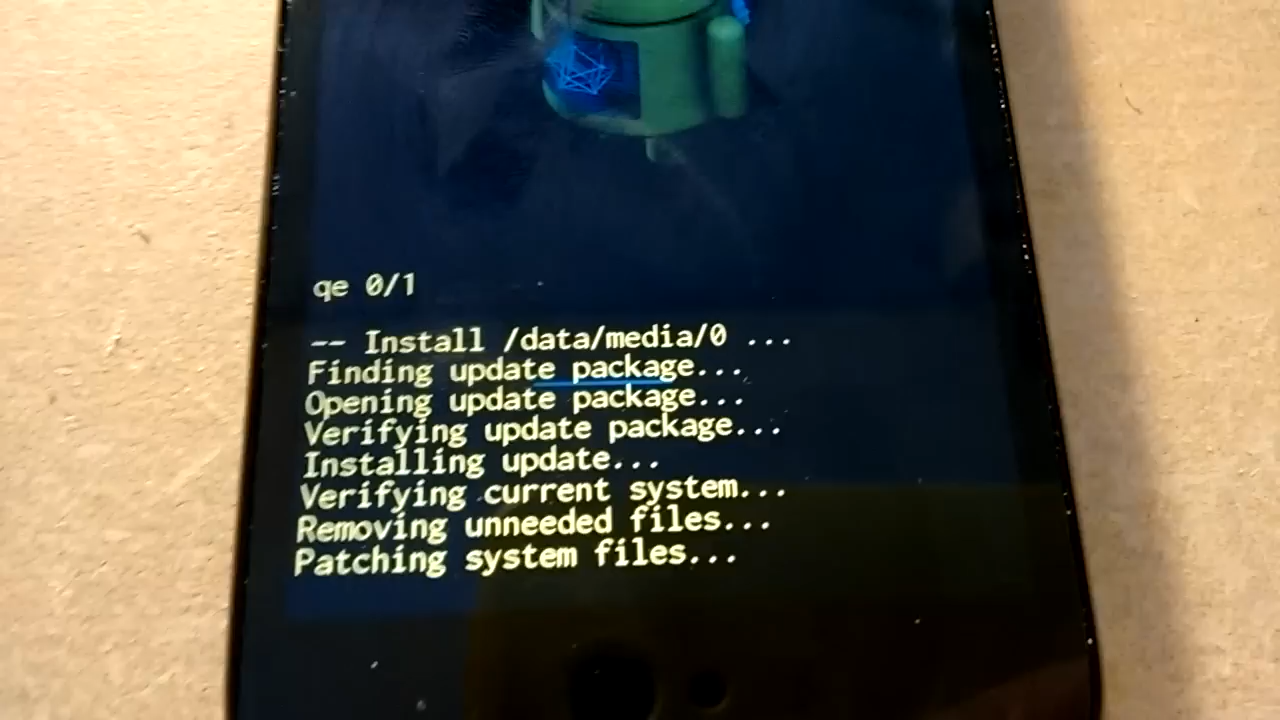 qe 0/1
-- Install /data/media/0 ...
Finding update package...
Opening update package...
Verifying update package...
Installing update...
Verifying current system...
Removing unneeded files...
Patching system files...